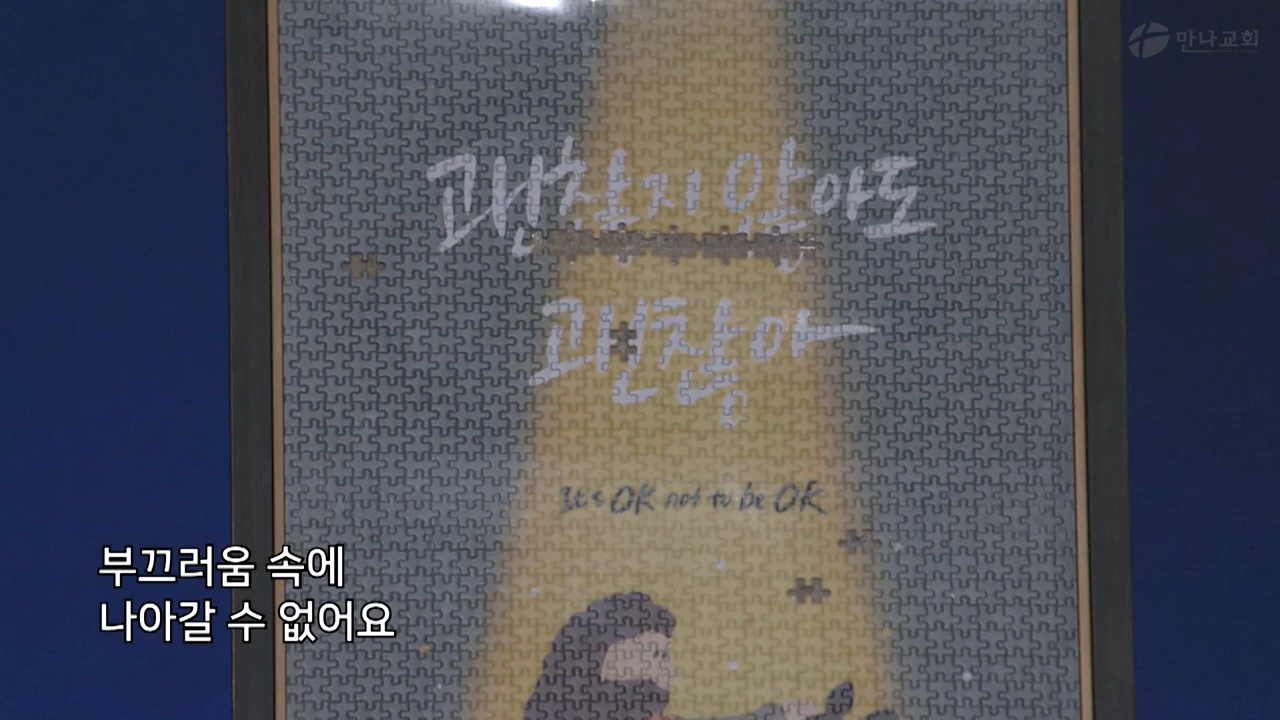 만나교회
괜찮지 않아도
괜찮아
It's OK not to be OK
부끄러움 속에
나아갈 수 없어요